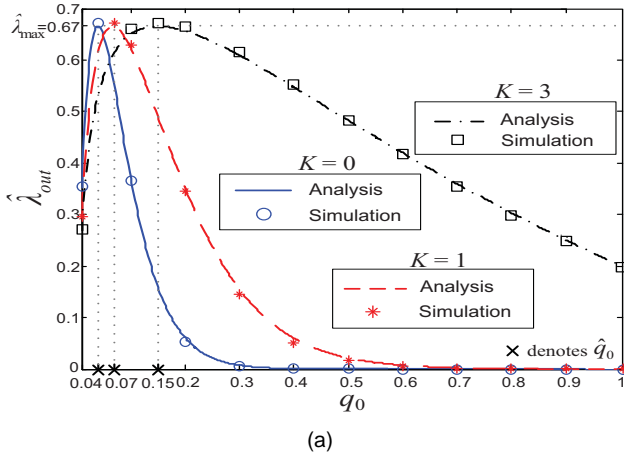 0.7
λ̂max=0.67
0.6
0.5
0.4
0.3
0.2
0.1
0
λ̂out
K = 3
Analysis
Simulation
K = 0
Analysis
Simulation
K = 1
Analysis
Simulation
× denotes q̂0
0.04 0.07 0.15 0.2 0.3 0.4 0.5 0.6 0.7 0.8 0.9 1
q0
(a)